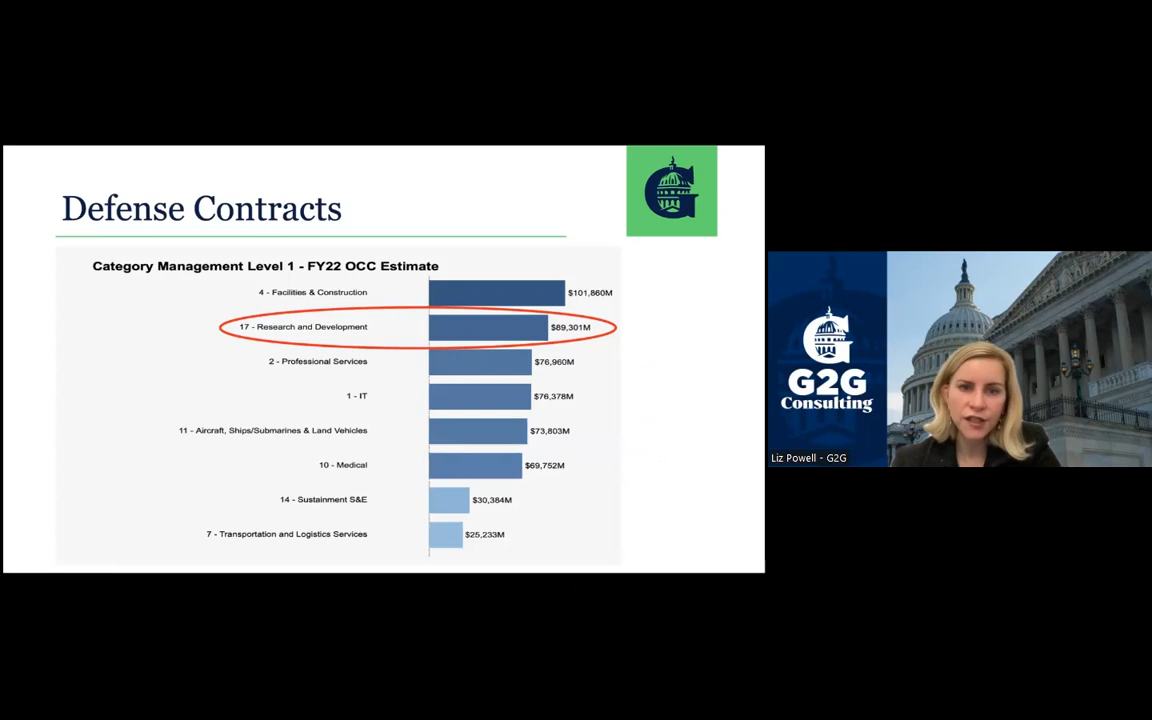 Defense Contracts
G
Category Management Level 1 - FY22 OCC Estimate
4 - Facilities & Construction $101,860M
17 - Research and Development $89,301M
2 - Professional Services $76,960M
1 - IT $76,378M
11 - Aircraft, Ships/Submarines & Land Vehicles $73,803M
10 - Medical $69,752M
14 - Sustainment S&E $30,384M
7 - Transportation and Logistics Services $25,233M
G
G2G
Consulting
Liz Powell - G2G